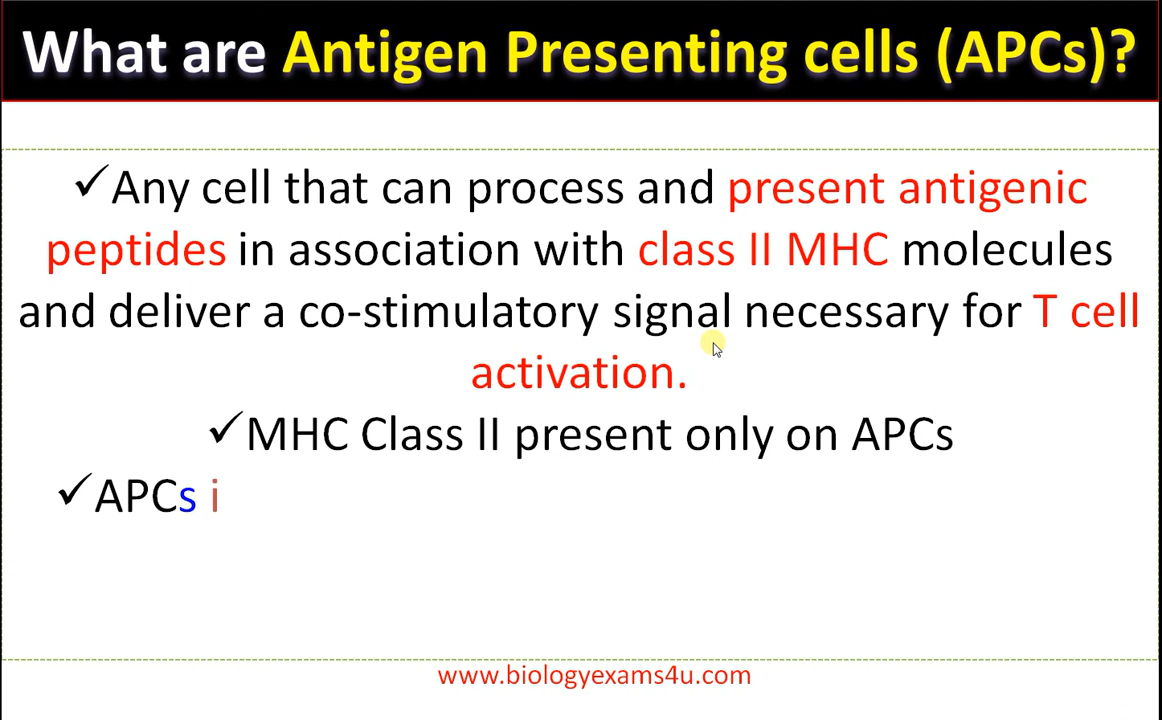 What are Antigen Presenting cells (APCs)?
✓Any cell that can process and present antigenic
peptides in association with class II MHC molecules
and deliver a co-stimulatory signal necessary for T cell
activation.
✓MHC Class II present only on APCs
✓APCs i
www.biologyexams4u.com